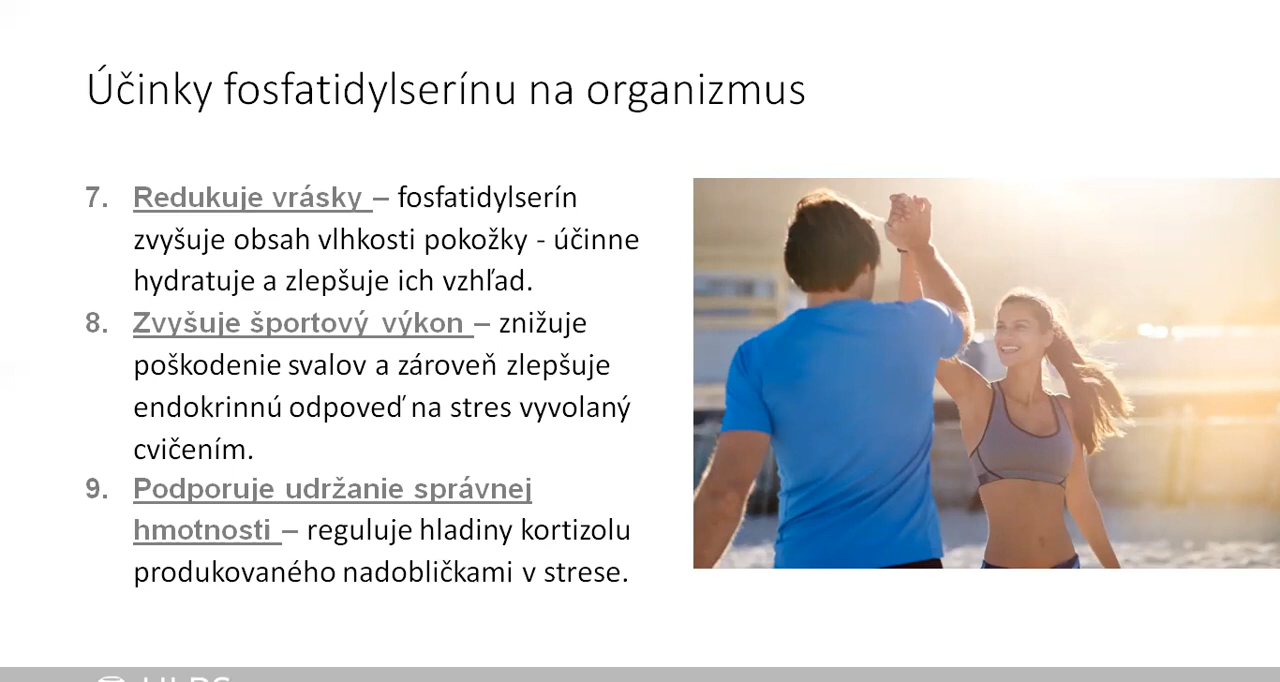 Účinky fosfatidylserínu na organizmus
7. Redukuje vrásky – fosfatidylserín
zvyšuje obsah vlhkosti pokožky - účinne
hydratuje a zlepšuje ich vzhľad.
8. Zvyšuje športový výkon – znižuje
poškodenie svalov a zároveň zlepšuje
endokrinnú odpoveď na stres vyvolaný
cvičením.
9. Podporuje udržanie správnej
hmotnosti – reguluje hladiny kortizolu
produkovaného nadobličkami v strese.